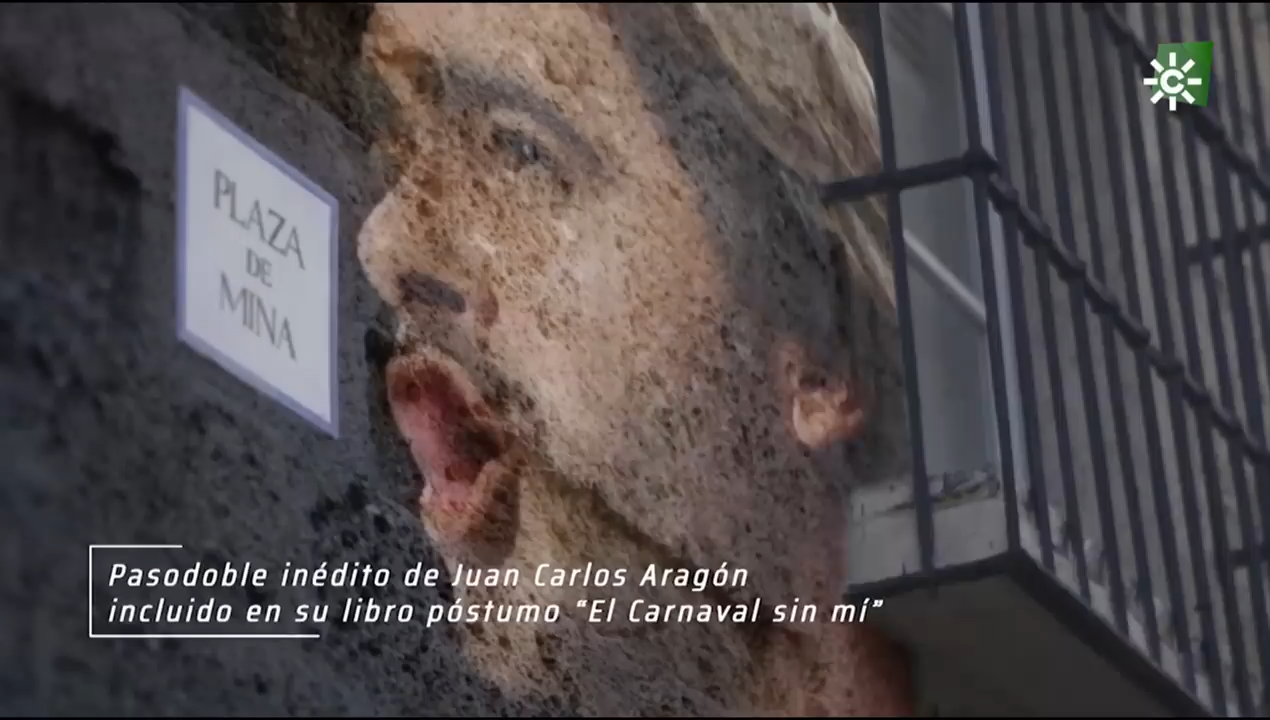 PLAZA
DE
MINA
C
Pasodoble inédito de Juan Carlos Aragón
incluido en su libro póstumo “El Carnaval sin mí”